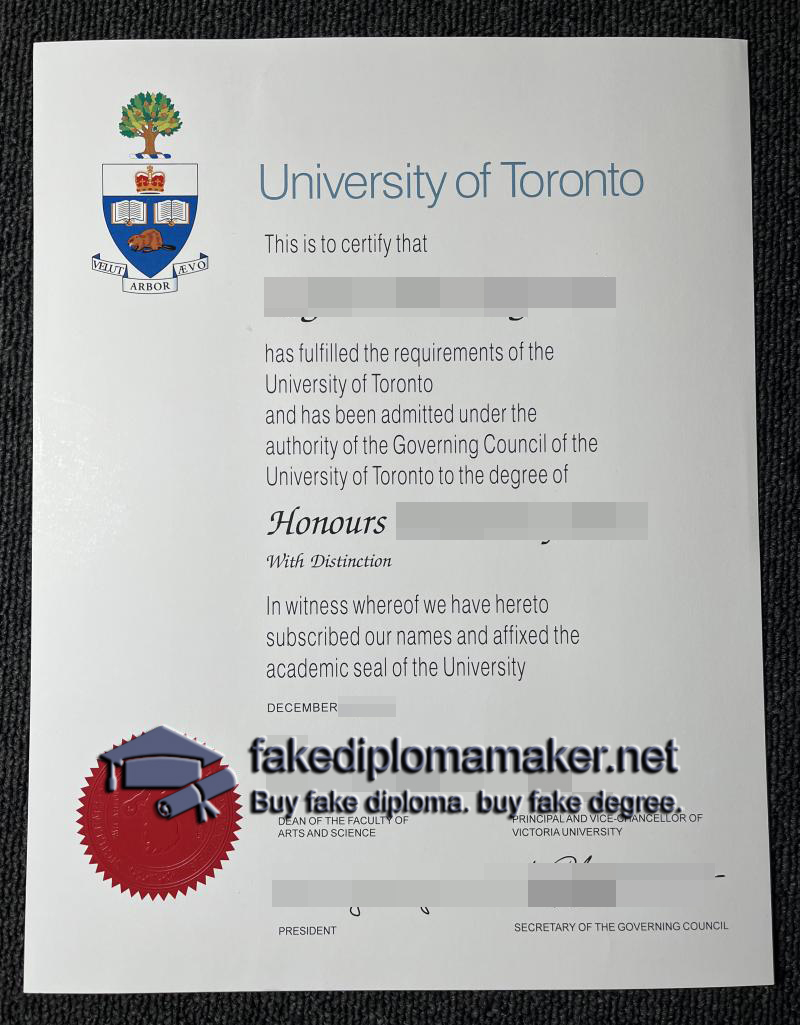 University of Toronto
This is to certify that
has fulfilled the requirements of the
University of Toronto
and has been admitted under the
authority of the Governing Council of the
University of Toronto to the degree of
Honours
With Distinction
In witness whereof we have hereto
subscribed our names and affixed the
academic seal of the University
DECEMBER
VELUT ARBOR ÆVO
fakediplomamaker.net
Buy fake diploma. buy fake degree.
DEAN OF THE FACULTY OF
ARTS AND SCIENCE
PRINCIPAL AND VICE-CHANCELLOR OF
VICTORIA UNIVERSITY
PRESIDENT
SECRETARY OF THE GOVERNING COUNCIL